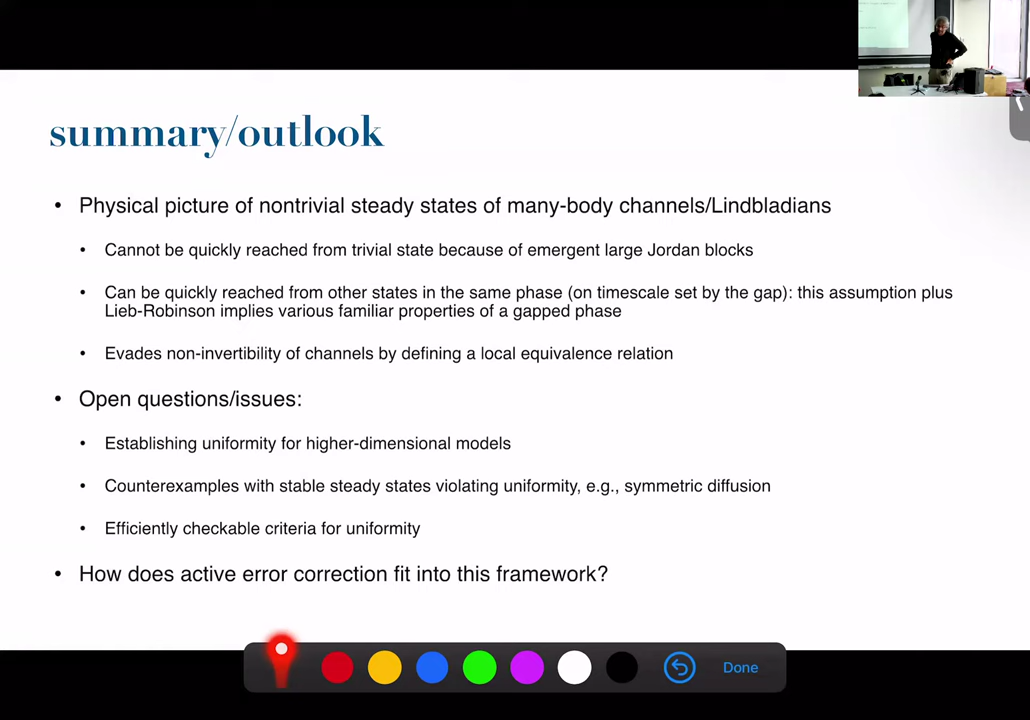 summary/outlook
• Physical picture of nontrivial steady states of many-body channels/Lindbladians
• Cannot be quickly reached from trivial state because of emergent large Jordan blocks
• Can be quickly reached from other states in the same phase (on timescale set by the gap): this assumption plus
Lieb-Robinson implies various familiar properties of a gapped phase
• Evades non-invertibility of channels by defining a local equivalence relation
• Open questions/issues:
• Establishing uniformity for higher-dimensional models
• Counterexamples with stable steady states violating uniformity, e.g., symmetric diffusion
• Efficiently checkable criteria for uniformity
• How does active error correction fit into this framework?
Done